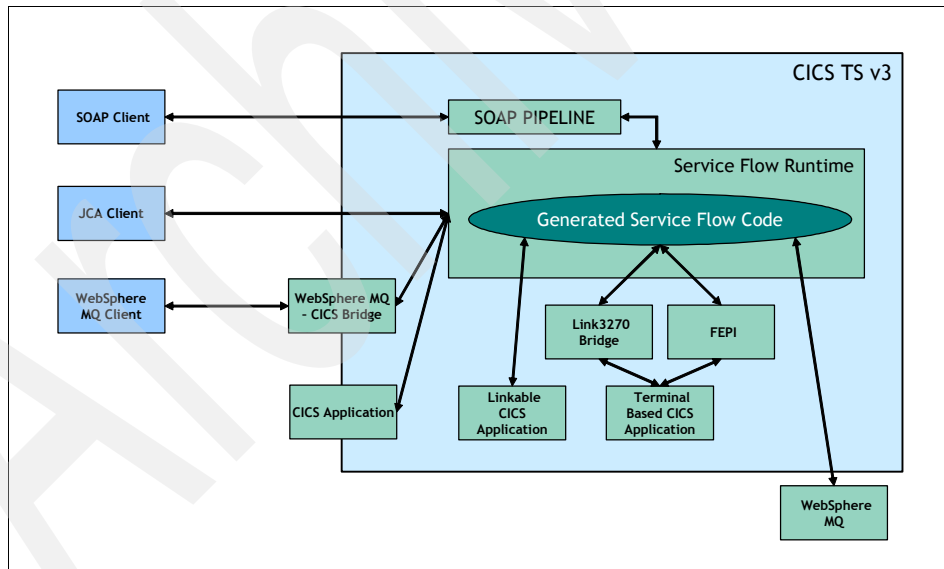 CICS TS v3
SOAP Client
SOAP PIPELINE
Service Flow Runtime
JCA Client
Generated Service Flow Code
WebSphere
MQ Client
WebSphere MQ
- CICS Bridge
Link3270
Bridge
FEPI
CICS Application
Linkable
CICS
Application
Terminal
Based CICS
Application
WebSphere
MQ